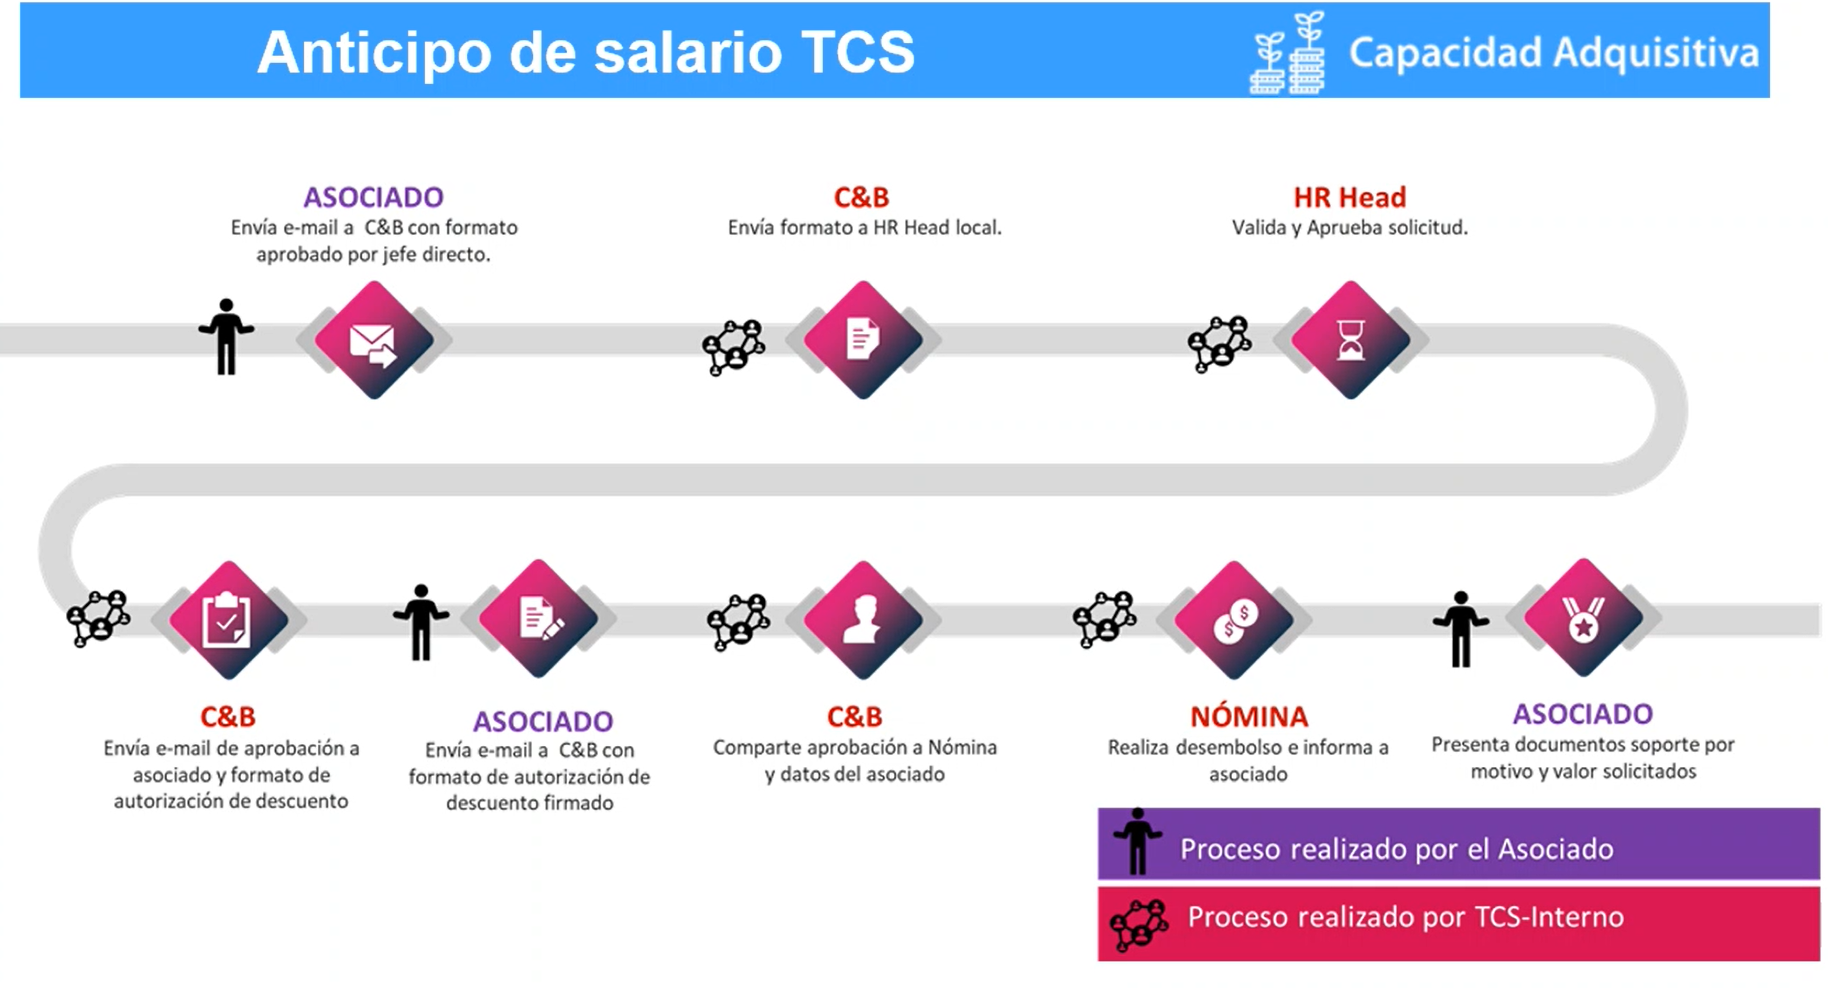 Anticipo de salario TCS
Capacidad Adquisitiva
ASOCIADO
Envía e-mail a C&B con formato
aprobado por jefe directo.
C&B
Envía formato a HR Head local.
HR Head
Valida y Aprueba solicitud.
C&B
Envía e-mail de aprobación a
asociado y formato de
autorización de descuento
ASOCIADO
Envía e-mail a C&B con
formato de autorización de
descuento firmado
C&B
Comparte aprobación a Nómina
y datos del asociado
NÓMINA
Realiza desembolso e informa a
asociado
ASOCIADO
Presenta documentos soporte por
motivo y valor solicitados
Proceso realizado por el Asociado
Proceso realizado por TCS-Interno